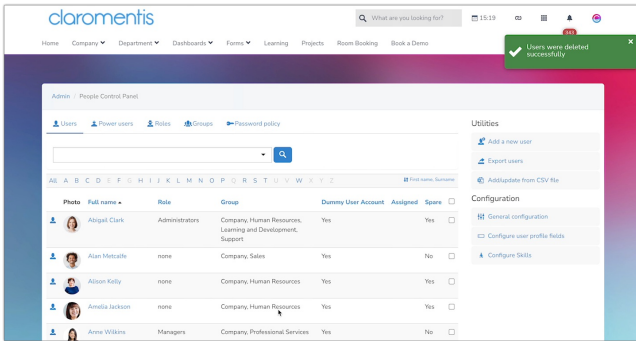 claromentis
What are you looking for?
15:19
343
Home Company Department Dashboards Forms Learning Projects Room Booking Book a Demo
Users were deleted
successfully
×
Admin / People Control Panel
Users Power users Roles Groups Password policy
All A B C D E F G H I J K L M N O P Q R S T U V W X Y Z
First name, Surname
Photo Full name Role Group Dummy User Account Assigned Spare
Abigail Clark Administrators Company, Human Resources, Yes Yes
Learning and Development,
Support
Alan Metcalfe none Company, Sales Yes No
Alison Kelly none Company, Human Resources Yes Yes
Amelia Jackson none Company, Human Resources Yes Yes
Anne Wilkins Managers Company, Professional Services Yes No
Utilities
Add a new user
Export users
Add/update from CSV file
Configuration
General configuration
Configure user profile fields
Configure Skills